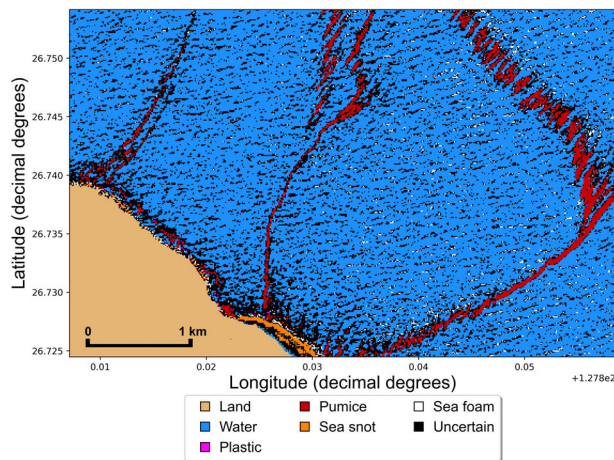 26.750
26.745
26.740
26.735
26.730
26.725
Latitude (decimal degrees)
0 1 km
0.01 0.02 0.03 0.04 0.05
Longitude (decimal degrees)
+1.278e2
Land Pumice Sea foam
Water Sea snot Uncertain
Plastic